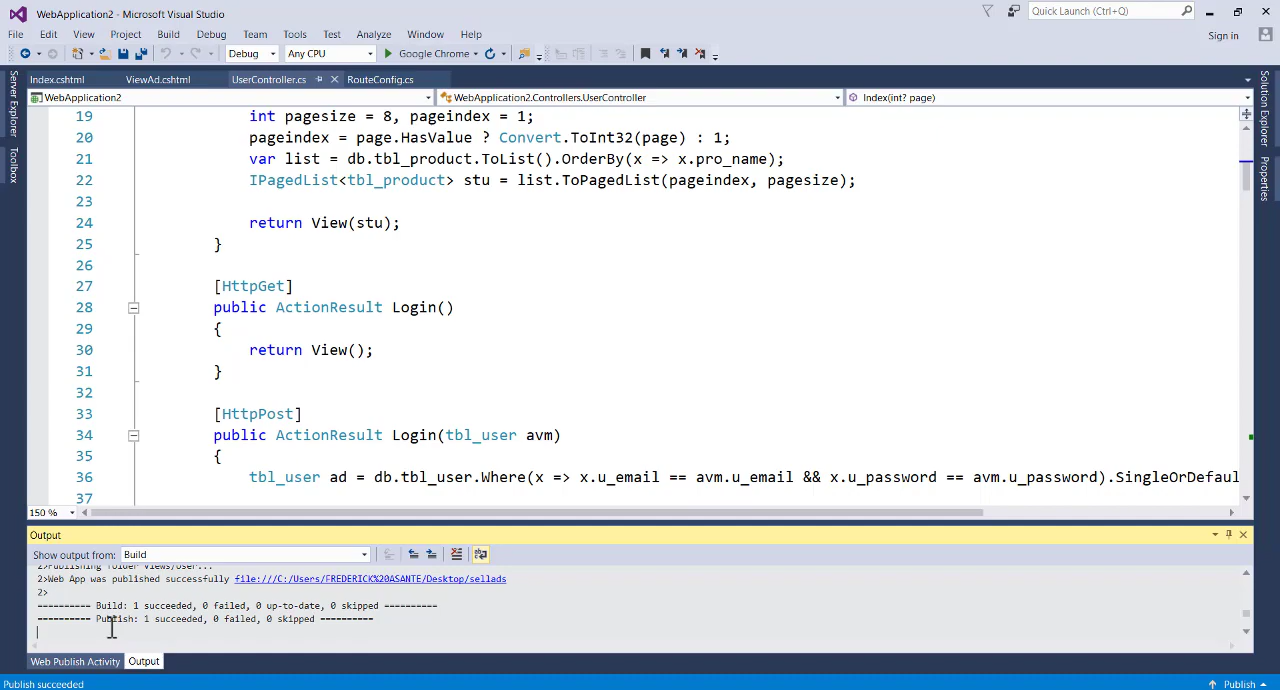 WebApplication2 - Microsoft Visual Studio
Quick Launch (Ctrl+Q)
File Edit View Project Build Debug Team Tools Test Analyze Window Help
Sign in
Debug Any CPU Google Chrome
Index.cshtml ViewAd.cshtml UserController.cs RouteConfig.cs
WebApplication2 WebApplication2.Controllers.UserController Index(int? page)
Server Explorer
Toolbox
Solution Explorer
Properties
19 int pagesize = 8, pageindex = 1;
20 pageindex = page.HasValue ? Convert.ToInt32(page) : 1;
21 var list = db.tbl_product.ToList().OrderBy(x => x.pro_name);
22 IPagedList<tbl_product> stu = list.ToPagedList(pageindex, pagesize);
23
24 return View(stu);
25 }
26
27 [HttpGet]
28 public ActionResult Login()
29 {
30 return View();
31 }
32
33 [HttpPost]
34 public ActionResult Login(tbl_user avm)
35 {
36 tbl_user ad = db.tbl_user.Where(x => x.u_email == avm.u_email && x.u_password == avm.u_password).SingleOrDefaul
37
150 %
Output
Show output from: Build
2>Publishing folder Views/User...
2>Web App was published successfully file:///C:/Users/FREDERICK%20ASANTE/Desktop/sellads
2>
---------- Build: 1 succeeded, 0 failed, 0 up-to-date, 0 skipped ----------
---------- Publish: 1 succeeded, 0 failed, 0 skipped ----------
Web Publish Activity Output
Publish succeeded Publish